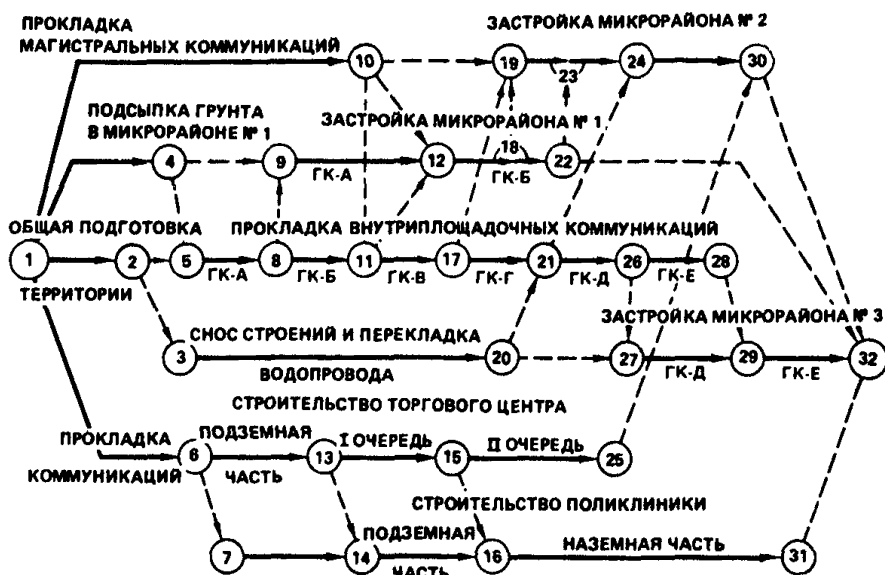 ПРОКЛАДКА
МАГИСТРАЛЬНЫХ КОММУНИКАЦИЙ
ЗАСТРОЙКА МИКРОРАЙОНА № 2
10
19
23
24
30
ПОДСЫПКА ГРУНТА
В МИКРОРАЙОНЕ № 1
ЗАСТРОЙКА МИКРОРАЙОНА № 1
4
9
ГК-А
12
18
ГК-Б
22
ОБЩАЯ ПОДГОТОВКА
ПРОКЛАДКА ВНУТРИПЛОЩАДОЧНЫХ КОММУНИКАЦИЙ
1
2
5
ГК-А
8
ГК-Б
11
ГК-В
17
ГК-Г
21
ГК-Д
26
ГК-Е
28
ТЕРРИТОРИИ
СНОС СТРОЕНИЙ И ПЕРЕКЛАДКА
ВОДОПРОВОДА
ЗАСТРОЙКА МИКРОРАЙОНА № 3
3
20
27
ГК-Д
29
ГК-Е
32
СТРОИТЕЛЬСТВО ТОРГОВОГО ЦЕНТРА
ПРОКЛАДКА
КОММУНИКАЦИЙ
6
ПОДЗЕМНАЯ
ЧАСТЬ
13
I ОЧЕРЕДЬ
15
II ОЧЕРЕДЬ
25
СТРОИТЕЛЬСТВО ПОЛИКЛИНИКИ
7
14
ПОДЗЕМНАЯ
ЧАСТЬ
16
НАЗЕМНАЯ ЧАСТЬ
31